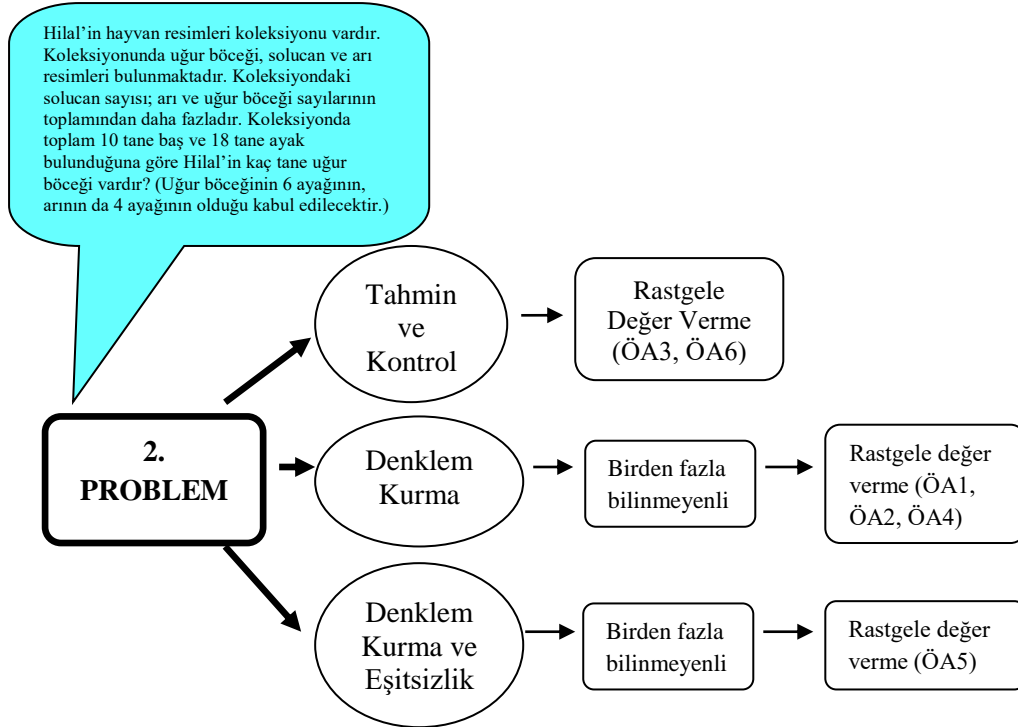 Hilal’in hayvan resimleri koleksiyonu vardır.
Koleksiyonunda uğur böceği, solucan ve arı
resimleri bulunmaktadır. Koleksiyondaki
solucan sayısı; arı ve uğur böceği sayılarının
toplamından daha fazladır. Koleksiyonda
toplam 10 tane baş ve 18 tane ayak
bulunduğuna göre Hilal’in kaç tane uğur
böceği vardır? (Uğur böceğinin 6 ayağının,
arının da 4 ayağının olduğu kabul edilecektir.)
Tahmin
ve
Kontrol
Rastgele
Değer Verme
(ÖA3, ÖA6)
2.
PROBLEM
Denklem
Kurma
Birden fazla
bilinmeyenli
Rastgele değer
verme (ÖA1,
ÖA2, ÖA4)
Denklem
Kurma ve
Eşitsizlik
Birden fazla
bilinmeyenli
Rastgele değer
verme (ÖA5)